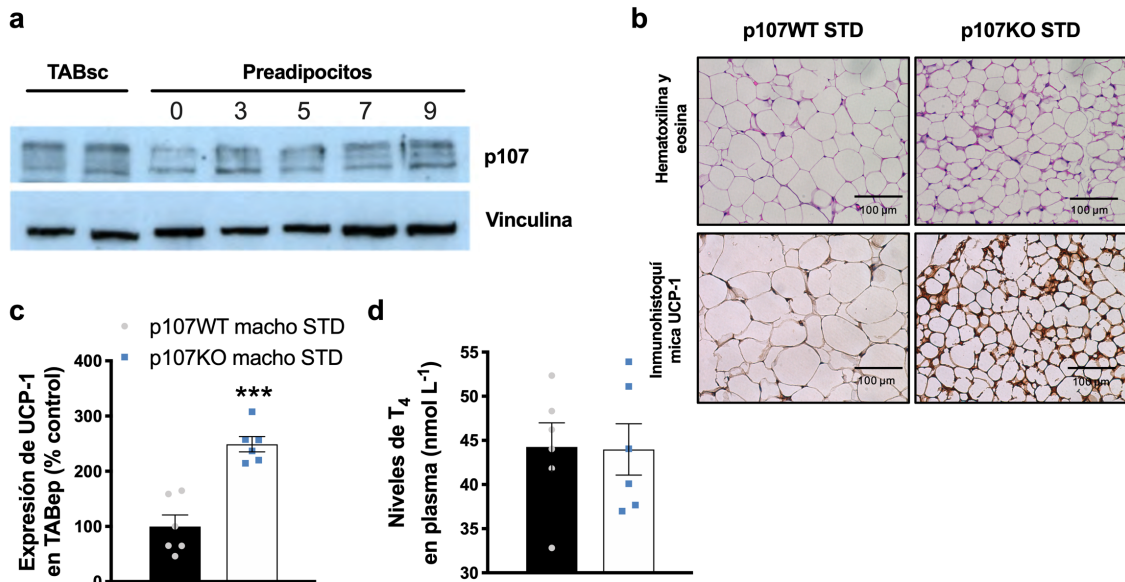 a
TABsc
Preadipocitos
0 3 5 7 9
p107
Vinculina
b
p107WT STD
p107KO STD
Hematoxilina y
eosina
100 µm
100 µm
Inmunohistoquí
mica UCP-1
100 µm
100 µm
c
p107WT macho STD
p107KO macho STD
Expresión de UCP-1
en TABep (% control)
400
300
200
100
0
***
d
Niveles de T4
en plasma (nmol L-1)
55
50
45
40
35
30